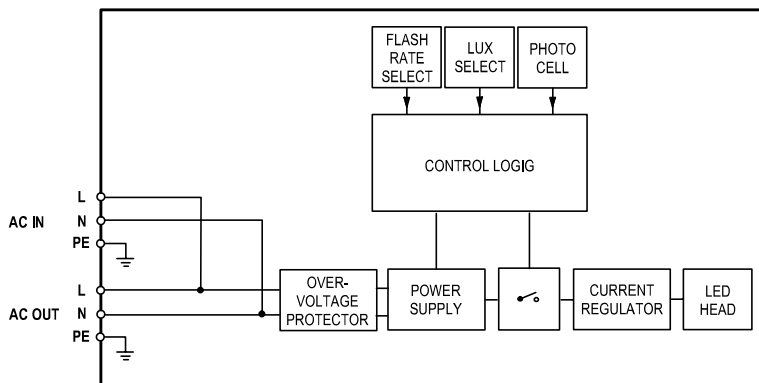 FLASH
RATE
SELECT
LUX
SELECT
PHOTO
CELL
CONTROL LOGIG
AC IN
L
N
PE
AC OUT
L
N
PE
OVER-
VOLTAGE
PROTECTOR
POWER
SUPPLY
CURRENT
REGULATOR
LED
HEAD